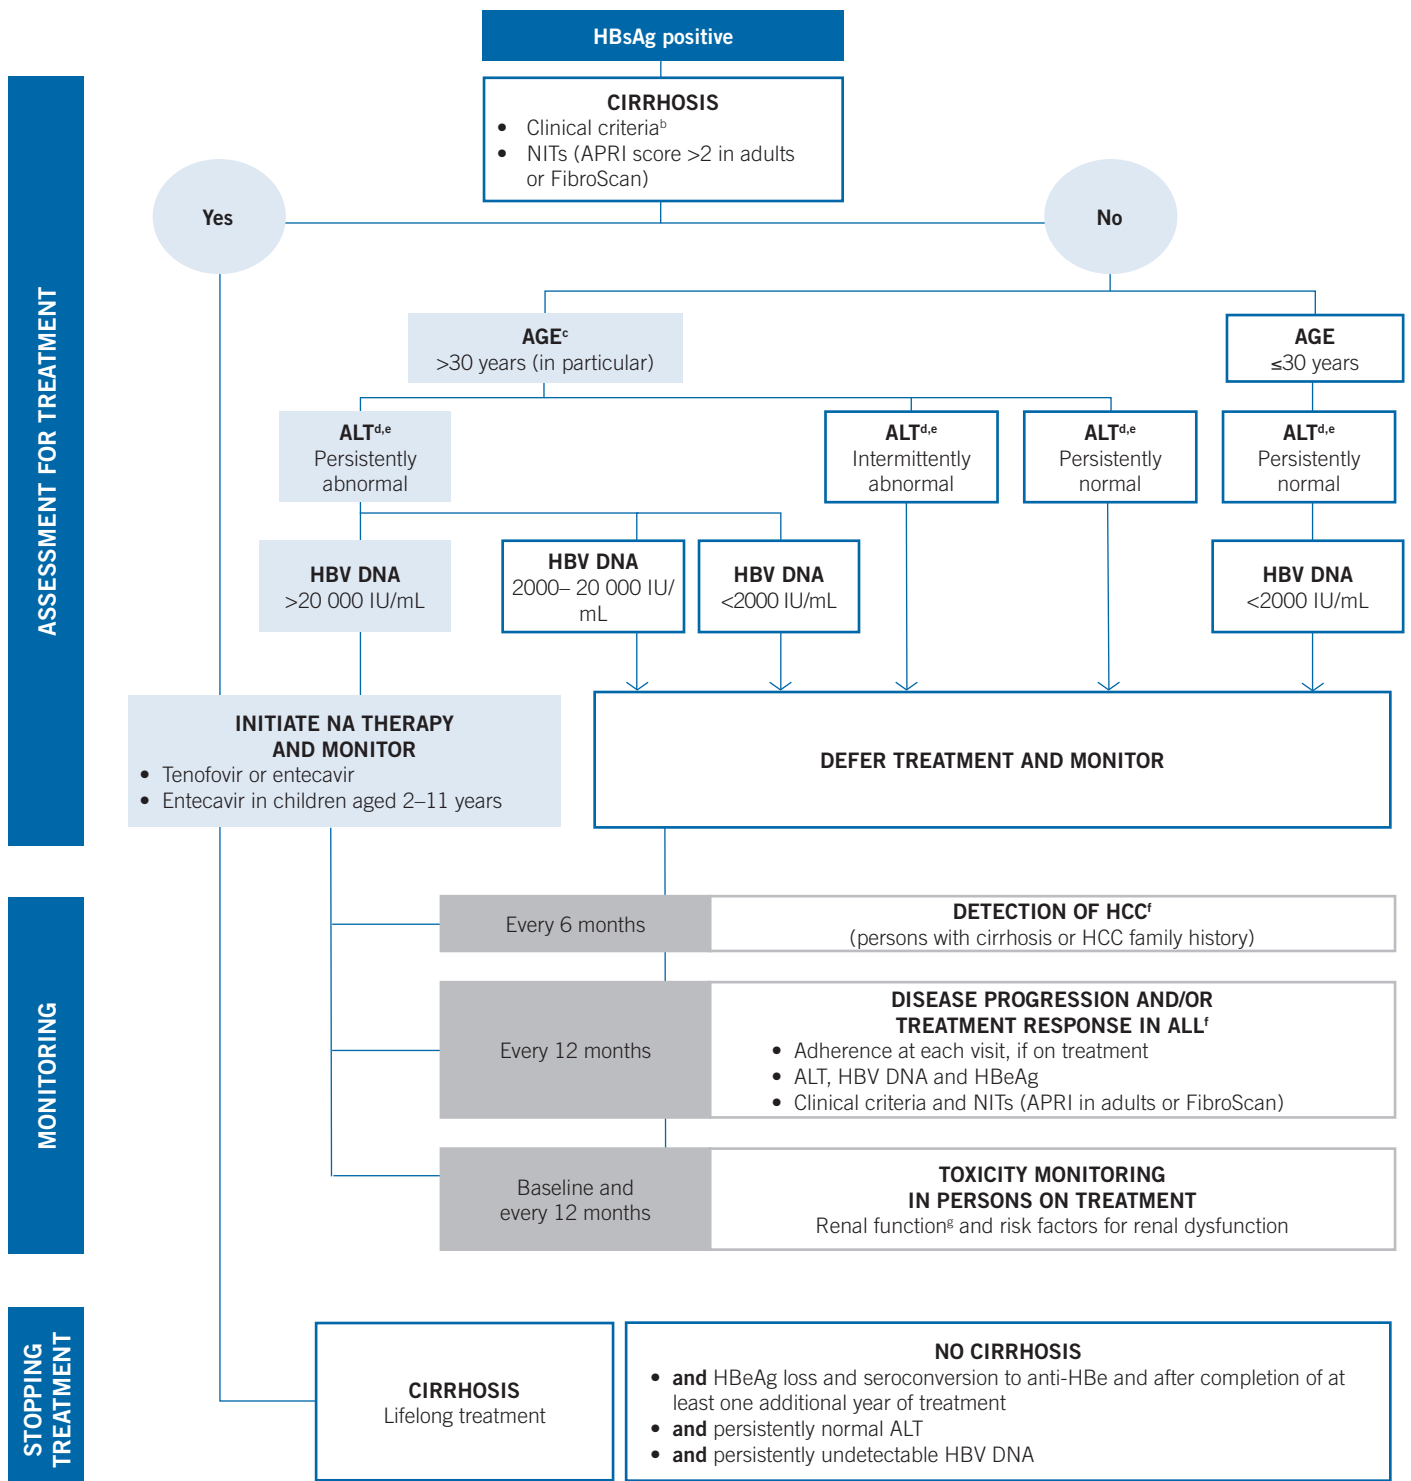 HBsAg positive
ASSESSMENT FOR TREATMENT
CIRRHOSIS
• Clinical criteriaᵇ
• NITs (APRI score >2 in adults
or FibroScan)
Yes
No
AGEᶜ
>30 years (in particular)
AGE
≤30 years
ALTᵈ,ᵉ
Persistently
abnormal
ALTᵈ,ᵉ
Intermittently
abnormal
ALTᵈ,ᵉ
Persistently
normal
ALTᵈ,ᵉ
Persistently
normal
HBV DNA
>20 000 IU/mL
HBV DNA
2000– 20 000 IU/
mL
HBV DNA
<2000 IU/mL
HBV DNA
<2000 IU/mL
INITIATE NA THERAPY
AND MONITOR
• Tenofovir or entecavir
• Entecavir in children aged 2–11 years
DEFER TREATMENT AND MONITOR
MONITORING
Every 6 months
DETECTION OF HCCᶠ
(persons with cirrhosis or HCC family history)
Every 12 months
DISEASE PROGRESSION AND/OR
TREATMENT RESPONSE IN ALLᶠ
• Adherence at each visit, if on treatment
• ALT, HBV DNA and HBeAg
• Clinical criteria and NITs (APRI in adults or FibroScan)
Baseline and
every 12 months
TOXICITY MONITORING
IN PERSONS ON TREATMENT
Renal functionᵍ and risk factors for renal dysfunction
STOPPING
TREATMENT
CIRRHOSIS
Lifelong treatment
NO CIRRHOSIS
• and HBeAg loss and seroconversion to anti-HBe and after completion of at
least one additional year of treatment
• and persistently normal ALT
• and persistently undetectable HBV DNA